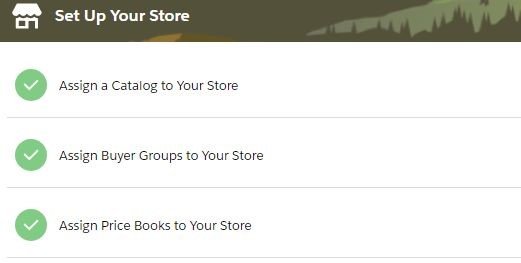 Set Up Your Store
Assign a Catalog to Your Store
Assign Buyer Groups to Your Store
Assign Price Books to Your Store